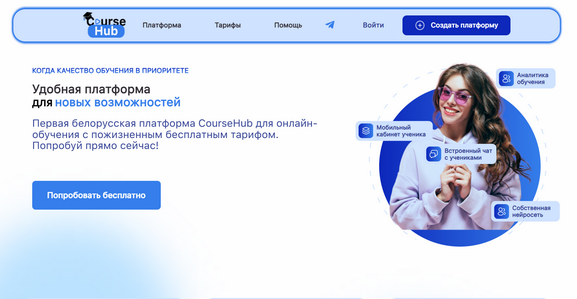 Course
Hub
Платформа
Тарифы
Помощь
Войти
Создать платформу
КОГДА КАЧЕСТВО ОБУЧЕНИЯ В ПРИОРИТЕТЕ
Удобная платформа
для новых возможностей
Первая белорусская платформа CourseHub для онлайн-
обучения с пожизненным бесплатным тарифом.
Попробуй прямо сейчас!
Попробовать бесплатно
Аналитика
обучения
Мобильный
кабинет ученика
Встроенный чат
с учениками
Собственная
нейросеть